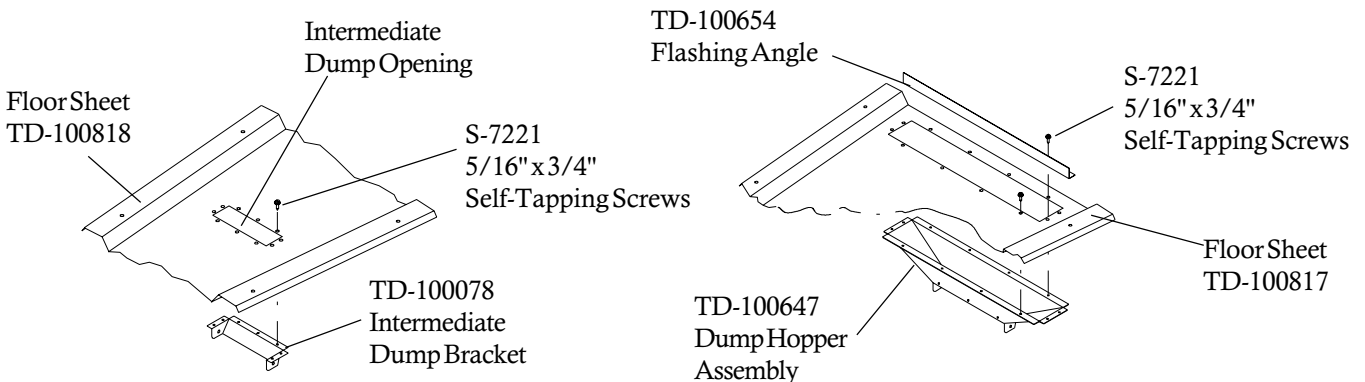 Intermediate
Dump Opening
Floor Sheet
TD-100818
S-7221
5/16" x 3/4"
Self-Tapping Screws
TD-100078
Intermediate
Dump Bracket
TD-100654
Flashing Angle
S-7221
5/16" x 3/4"
Self-Tapping Screws
Floor Sheet
TD-100817
TD-100647
Dump Hopper
Assembly